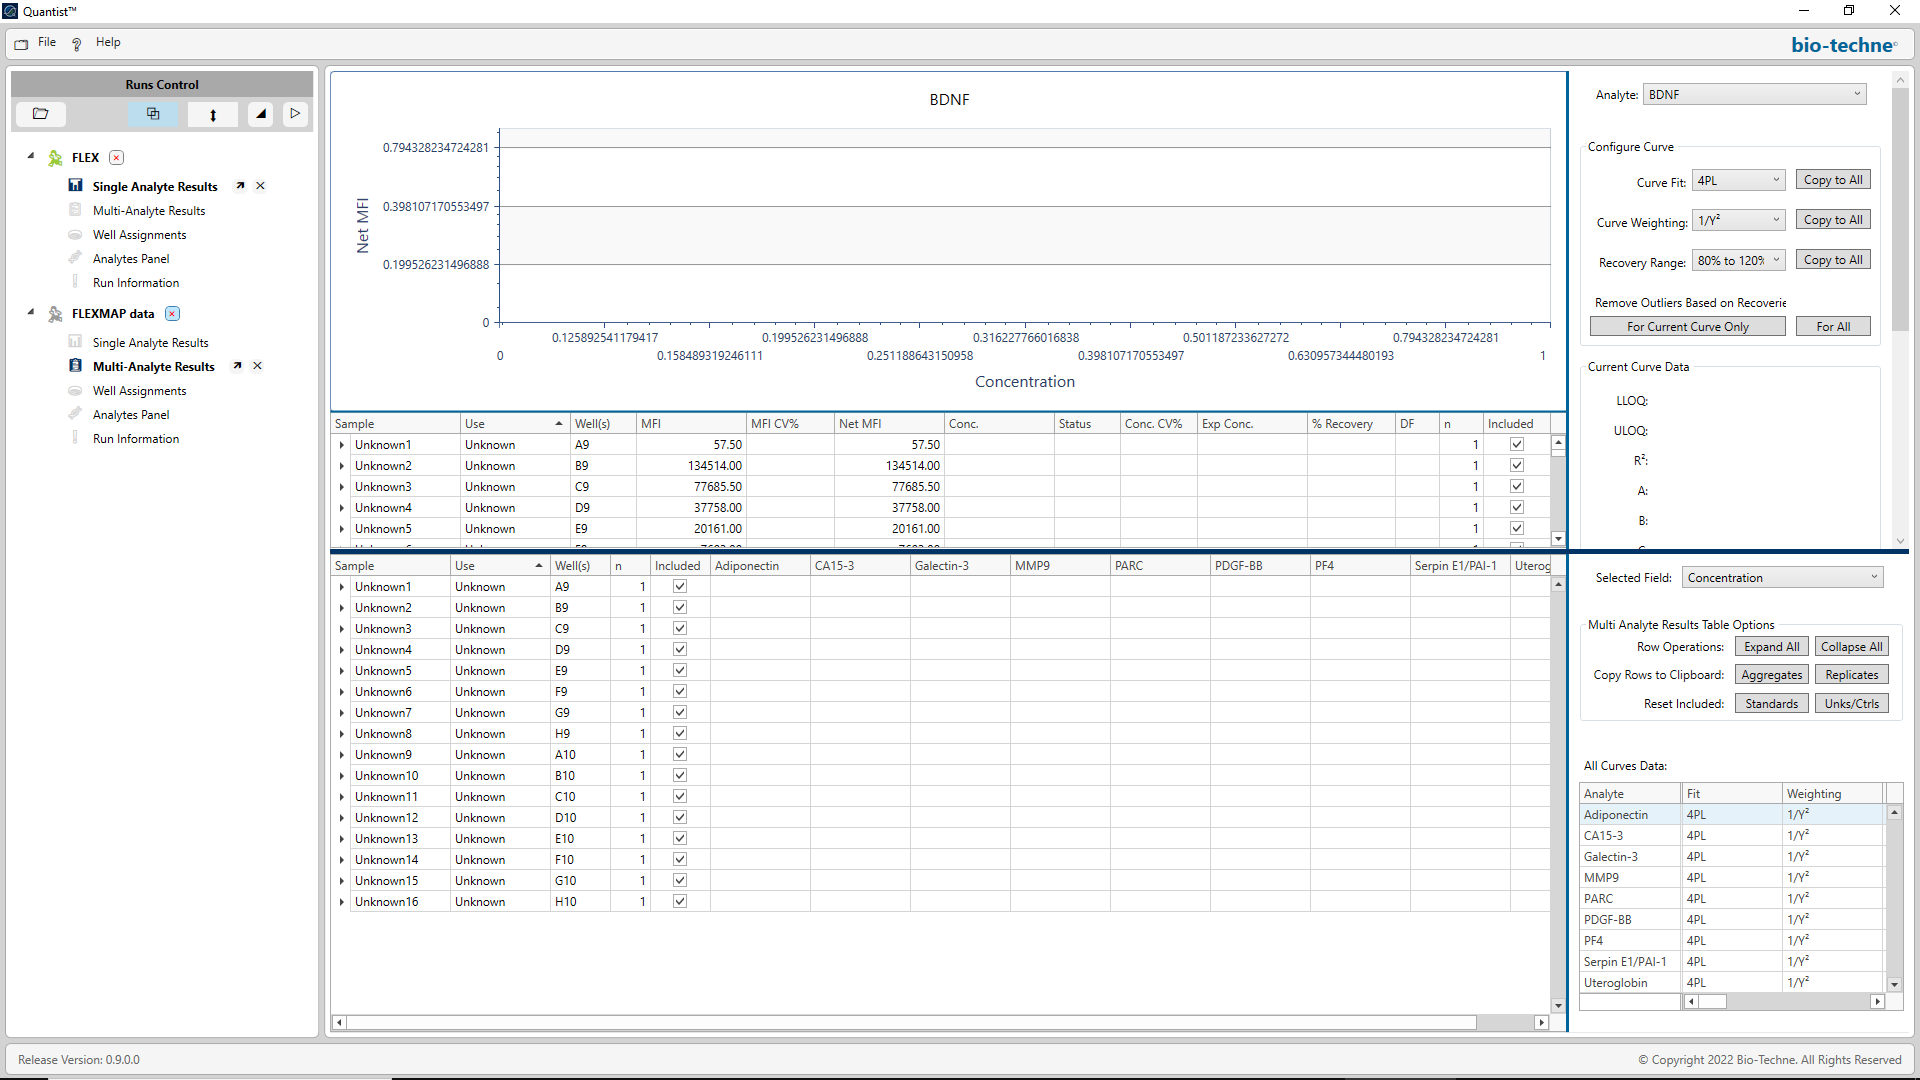 Quantist™
File
Help
bio-techne
Runs Control
FLEX
Single Analyte Results
Multi-Analyte Results
Well Assignments
Analytes Panel
Run Information
FLEXMAP data
Single Analyte Results
Multi-Analyte Results
Well Assignments
Analytes Panel
Run Information
BDNF
Net MFI
0.794328234724281
0.398107170553497
0.199526231496888
0
0.125892541179417 0.199526231496888 0.316227766016838 0.501187233627272 0.794328234724281
0 0.158489319246111 0.251188643150958 0.398107170553497 0.630957344480193 1
Concentration
Sample Use Well(s) MFI MFI CV% Net MFI Conc. Status Conc. CV% Exp Conc. % Recovery DF n Included
Unknown1 Unknown A9 57.50 57.50 1
Unknown2 Unknown B9 134514.00 134514.00 1
Unknown3 Unknown C9 77685.50 77685.50 1
Unknown4 Unknown D9 37758.00 37758.00 1
Unknown5 Unknown E9 20161.00 20161.00 1
Sample Use Well(s) n Included Adiponectin CA15-3 Galectin-3 MMP9 PARC PDGF-BB PF4 Serpin E1/PAI-1 Uterog
Unknown1 Unknown A9 1
Unknown2 Unknown B9 1
Unknown3 Unknown C9 1
Unknown4 Unknown D9 1
Unknown5 Unknown E9 1
Unknown6 Unknown F9 1
Unknown7 Unknown G9 1
Unknown8 Unknown H9 1
Unknown9 Unknown A10 1
Unknown10 Unknown B10 1
Unknown11 Unknown C10 1
Unknown12 Unknown D10 1
Unknown13 Unknown E10 1
Unknown14 Unknown F10 1
Unknown15 Unknown G10 1
Unknown16 Unknown H10 1
Analyte: BDNF
Configure Curve
Curve Fit: 4PL Copy to All
Curve Weighting: 1/Y² Copy to All
Recovery Range: 80% to 120% Copy to All
Remove Outliers Based on Recoverie
For Current Curve Only For All
Current Curve Data
LLOQ:
ULOQ:
R²:
A:
B:
Selected Field: Concentration
Multi Analyte Results Table Options
Row Operations: Expand All Collapse All
Copy Rows to Clipboard: Aggregates Replicates
Reset Included: Standards Unks/Ctrls
All Curves Data:
Analyte Fit Weighting
Adiponectin 4PL 1/Y²
CA15-3 4PL 1/Y²
Galectin-3 4PL 1/Y²
MMP9 4PL 1/Y²
PARC 4PL 1/Y²
PDGF-BB 4PL 1/Y²
PF4 4PL 1/Y²
Serpin E1/PAI-1 4PL 1/Y²
Uteroglobin 4PL 1/Y²
Release Version: 0.9.0.0
© Copyright 2022 Bio-Techne. All Rights Reserved